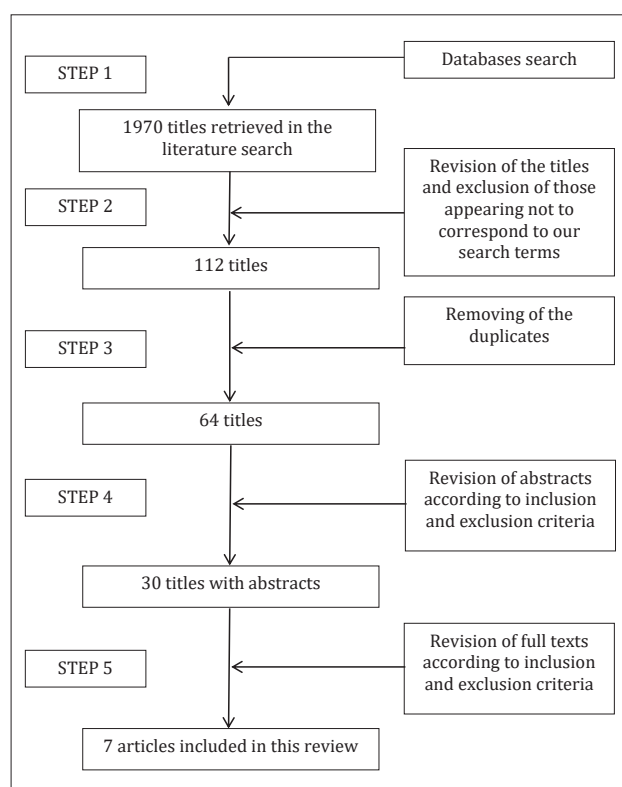 STEP 1
Databases search
1970 titles retrieved in the
literature search
STEP 2
Revision of the titles
and exclusion of those
appearing not to
correspond to our
search terms
112 titles
STEP 3
Removing of the
duplicates
64 titles
STEP 4
Revision of abstracts
according to inclusion
and exclusion criteria
30 titles with abstracts
STEP 5
Revision of full texts
according to inclusion
and exclusion criteria
7 articles included in this review